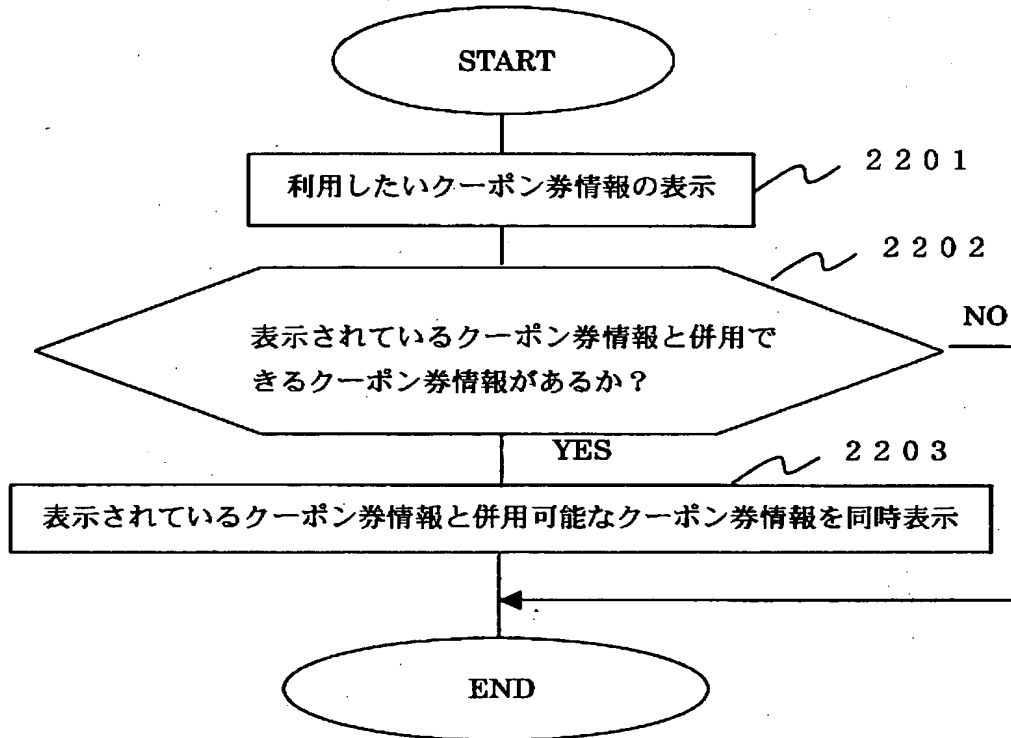 START
利用したいクーポン券情報の表示
２２０１
２２０２
表示されているクーポン券情報と併用で
きるクーポン券情報があるか？
NO
YES
２２０３
表示されているクーポン券情報と併用可能なクーポン券情報を同時表示
END